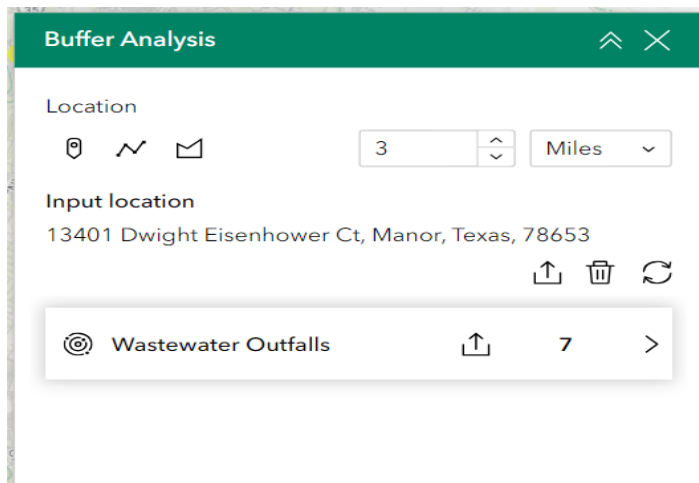 Buffer Analysis
Location
3
Miles
Input location
13401 Dwight Eisenhower Ct, Manor, Texas, 78653
Wastewater Outfalls
7